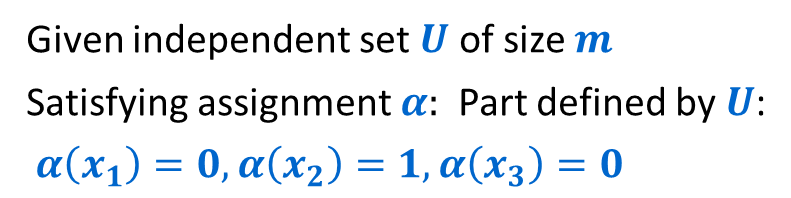 Given independent set U of size m
Satisfying assignment α: Part defined by U:
α(x₁) = 0, α(x₂) = 1, α(x₃) = 0